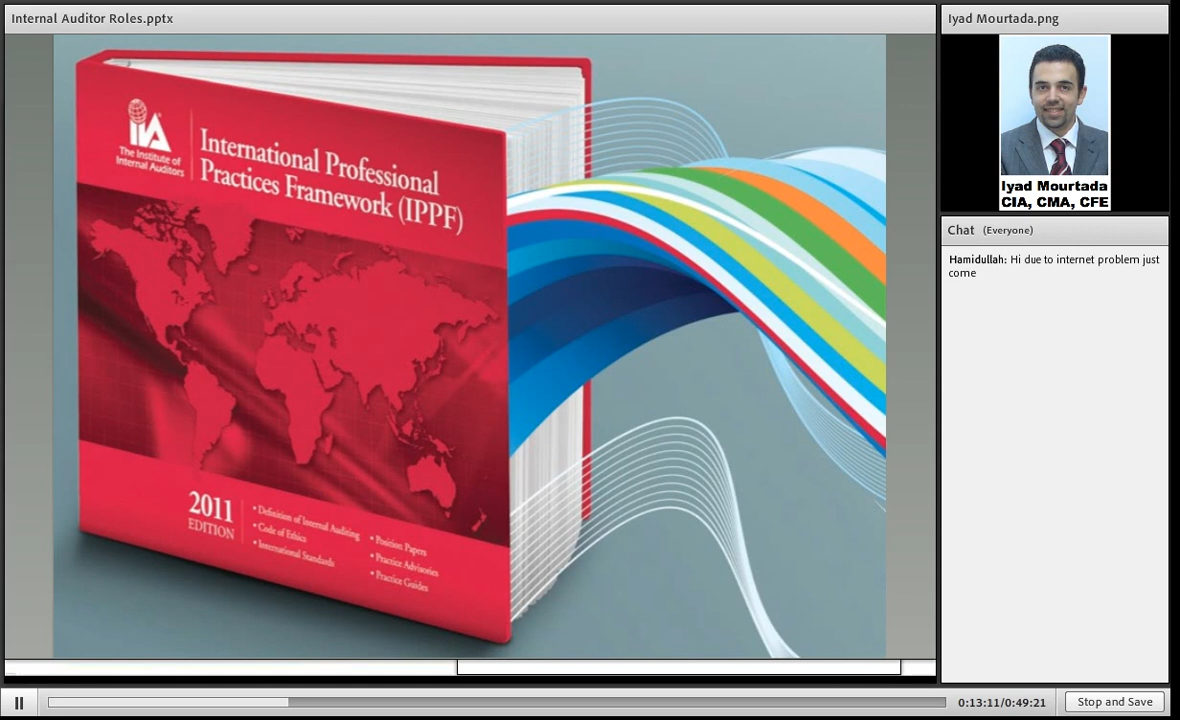 Internal Auditor Roles.pptx
IIA
The Institute of
Internal Auditors
International Professional
Practices Framework (IPPF)
2011
EDITION
• Definition of Internal Auditing
• Code of Ethics
• International Standards
• Position Papers
• Practice Advisories
• Practice Guides
Iyad Mourtada.png
Iyad Mourtada
CIA, CMA, CFE
Chat (Everyone)
Hamidullah: Hi due to internet problem just
come
0:13:11/0:49:21
Stop and Save